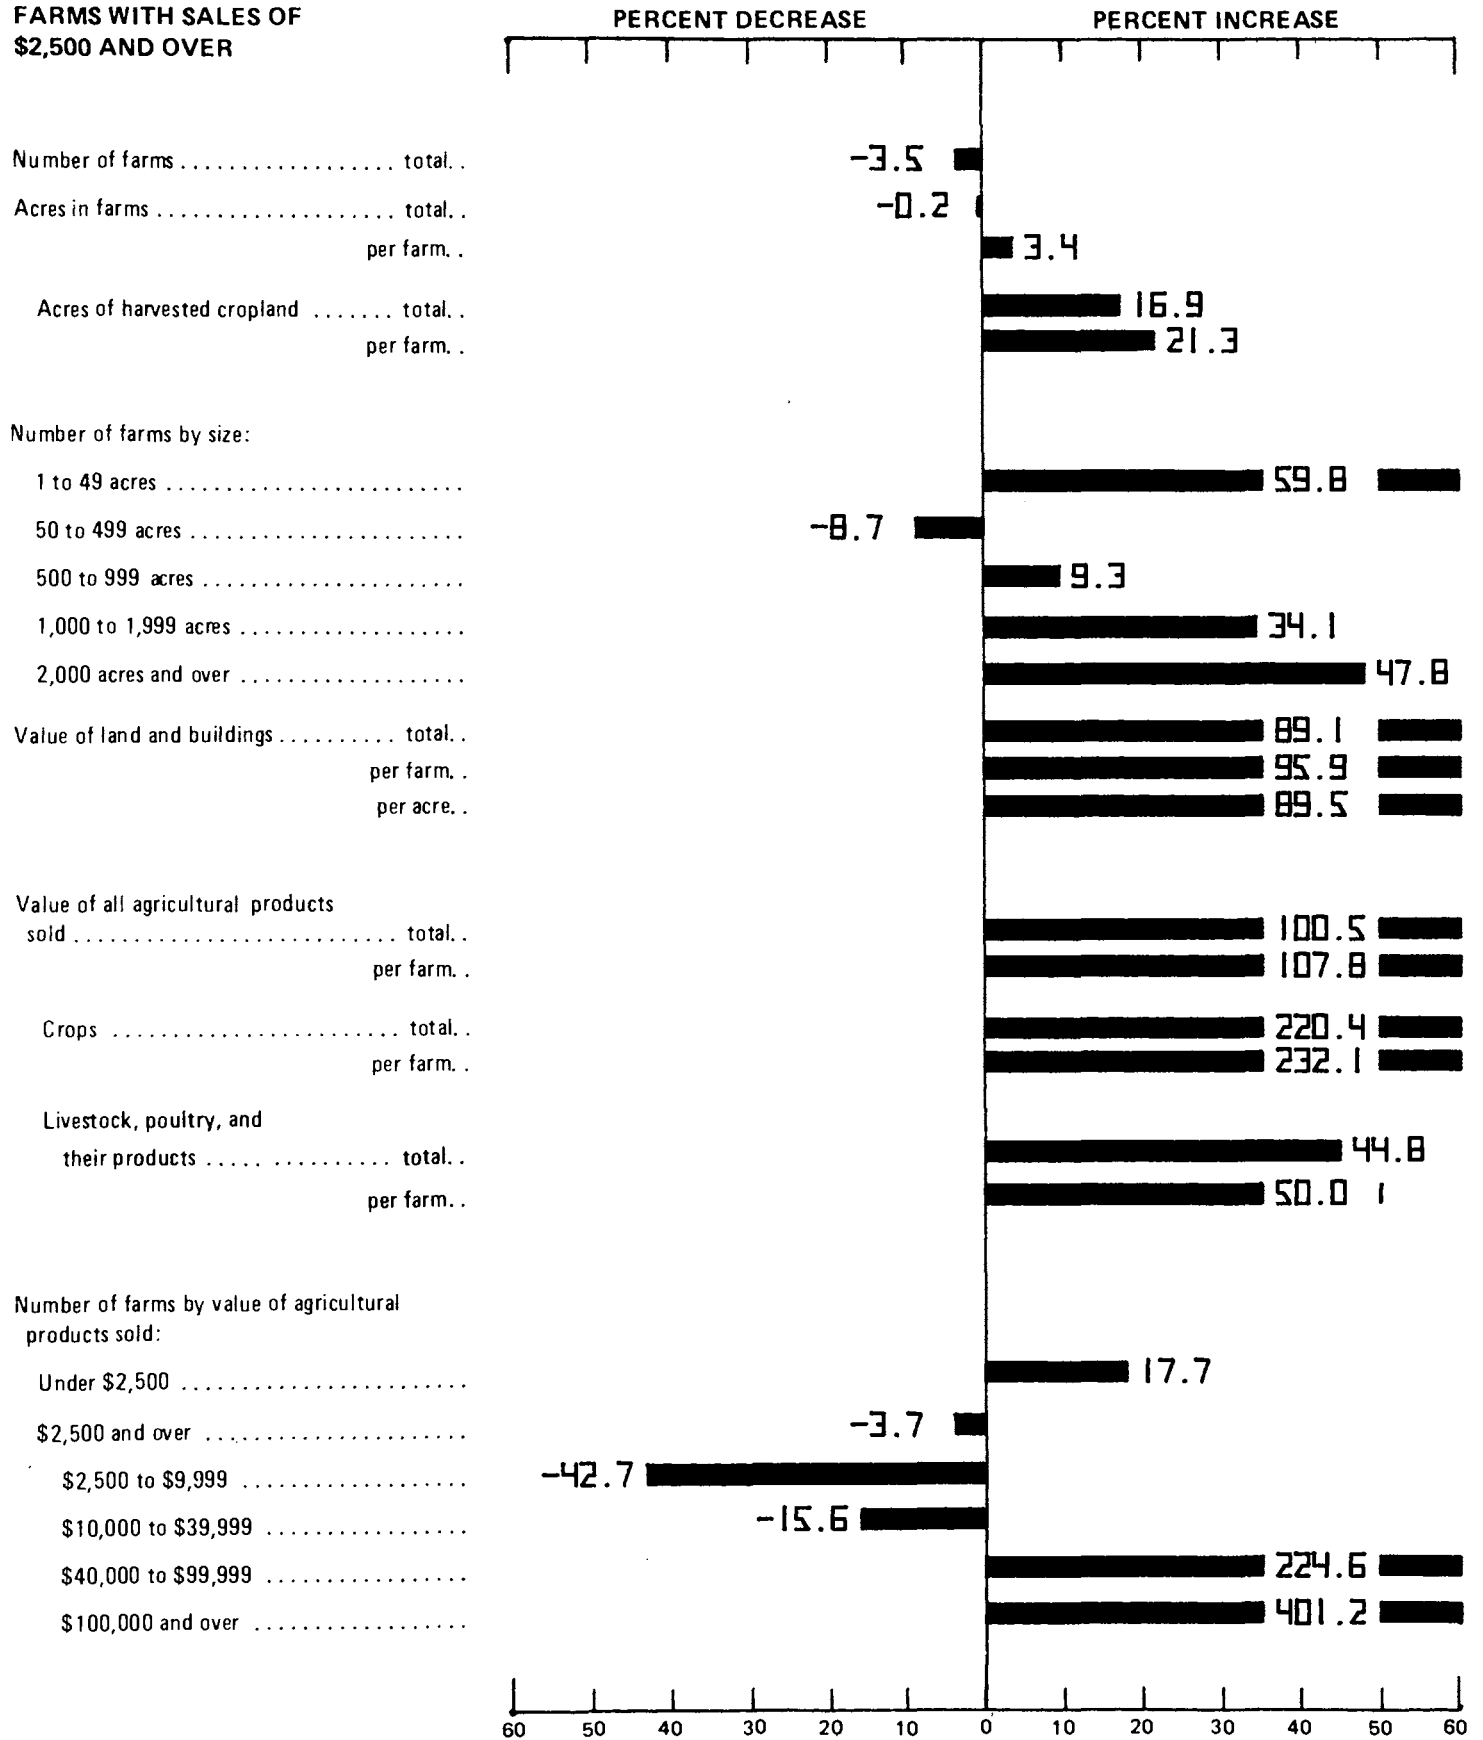 FARMS WITH SALES OF
$2,500 AND OVER
PERCENT DECREASE PERCENT INCREASE
Number of farms .................. total. . -3.5
Acres in farms .................... total. . -0.2
per farm. . 3.4
Acres of harvested cropland ....... total. . 16.9
per farm. . 21.3
Number of farms by size:
1 to 49 acres ......................... 59.8
50 to 499 acres ....................... -8.7
500 to 999 acres ...................... 9.3
1,000 to 1,999 acres ................... 34.1
2,000 acres and over ................... 47.8
Value of land and buildings .......... total. . 89.1
per farm. . 95.9
per acre. . 89.5
Value of all agricultural products
sold ........................... total. . 100.5
per farm. . 107.8
Crops ........................ total. . 220.4
per farm. . 232.1
Livestock, poultry, and
their products ..... .......... total. . 44.8
per farm. . 50.0
Number of farms by value of agricultural
products sold:
Under $2,500 ........................ 17.7
$2,500 and over ...................... -3.7
$2,500 to $9,999 ................... -42.7
$10,000 to $39,999 ................. -15.6
$40,000 to $99,999 ................. 224.6
$100,000 and over .................. 401.2
60 50 40 30 20 10 0 10 20 30 40 50 60